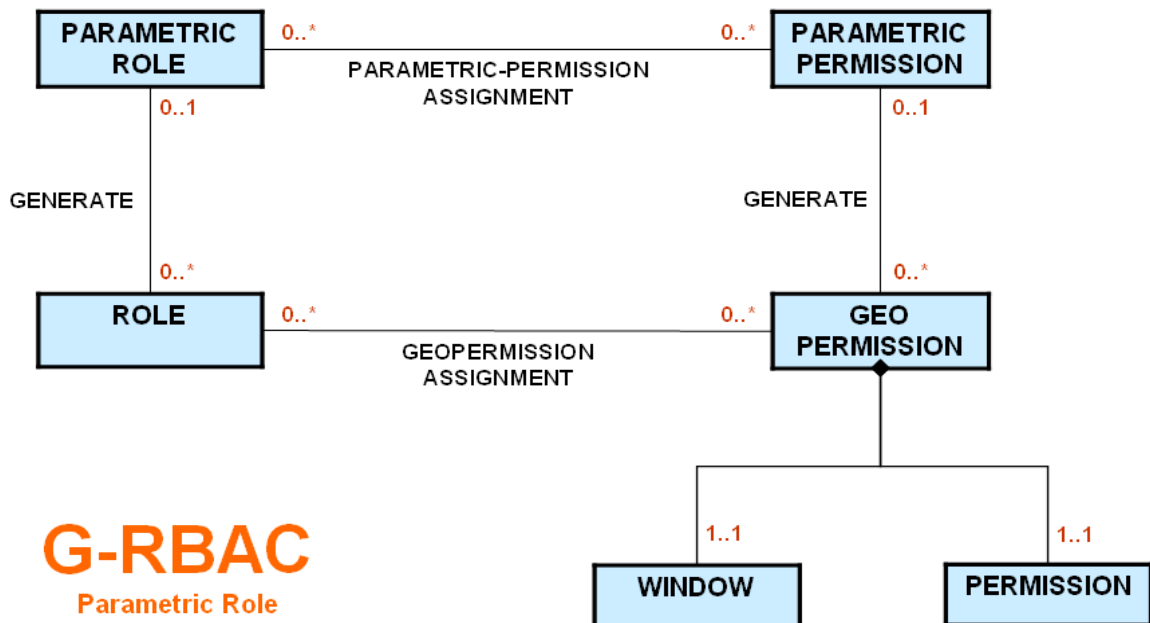 PARAMETRIC
ROLE
0..*
0..*
PARAMETRIC
PERMISSION
PARAMETRIC-PERMISSION
ASSIGNMENT
0..1
0..1
GENERATE
GENERATE
0..*
0..*
ROLE
0..*
0..*
GEO
PERMISSION
GEOPERMISSION
ASSIGNMENT
1..1
1..1
G-RBAC
Parametric Role
WINDOW
PERMISSION